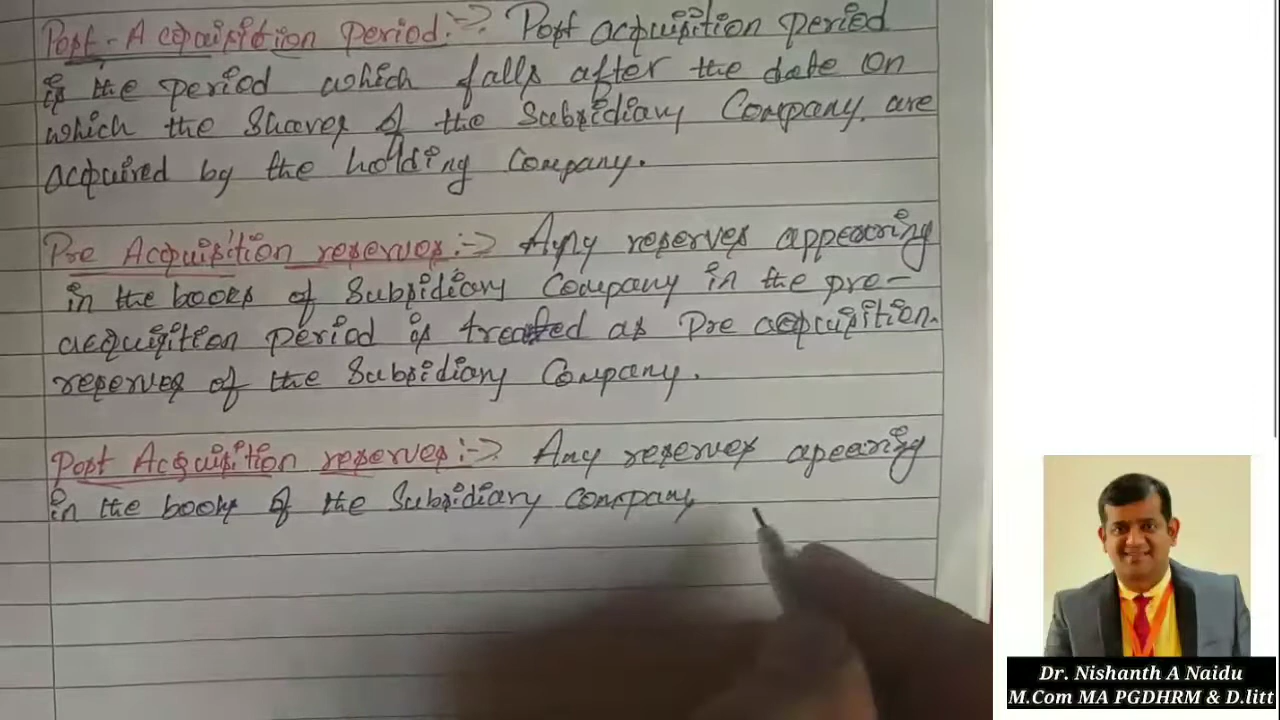 Post-Acquisition period :-> Post acquisition period
is the period which falls after the date on
which the Shares of the Subsidiary Company are
acquired by the holding Company.
Pre Acquisition reserves :-> Any reserves appearing
in the books of Subsidiary Company in the pre-
acquisition period is treated as Pre acquisition.
reserves of the Subsidiary Company.
Post Acquisition reserves :-> Any reserves apearing
in the books of the Subsidiary company
Dr. Nishanth A Naidu
M.Com MA PGDHRM & D.litt